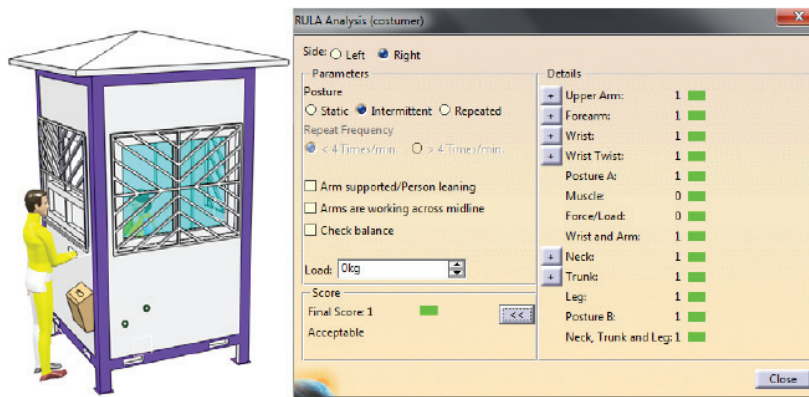 RULA Analysis (costumer)
Side: Left Right
Parameters
Posture
Static Intermittent Repeated
Repeat Frequency
< 4 Times/min. > 4 Times/min.
Arm supported/Person leaning
Arms are working across midline
Check balance
Load: 0kg
Score
Final Score: 1
<<
Acceptable
Details
+ Upper Arm: 1
+ Forearm: 1
+ Wrist: 1
+ Wrist Twist: 1
Posture A: 1
Muscle: 0
Force/Load: 0
Wrist and Arm: 1
+ Neck: 1
+ Trunk: 1
Leg: 1
Posture B: 1
Neck, Trunk and Leg: 1
Close